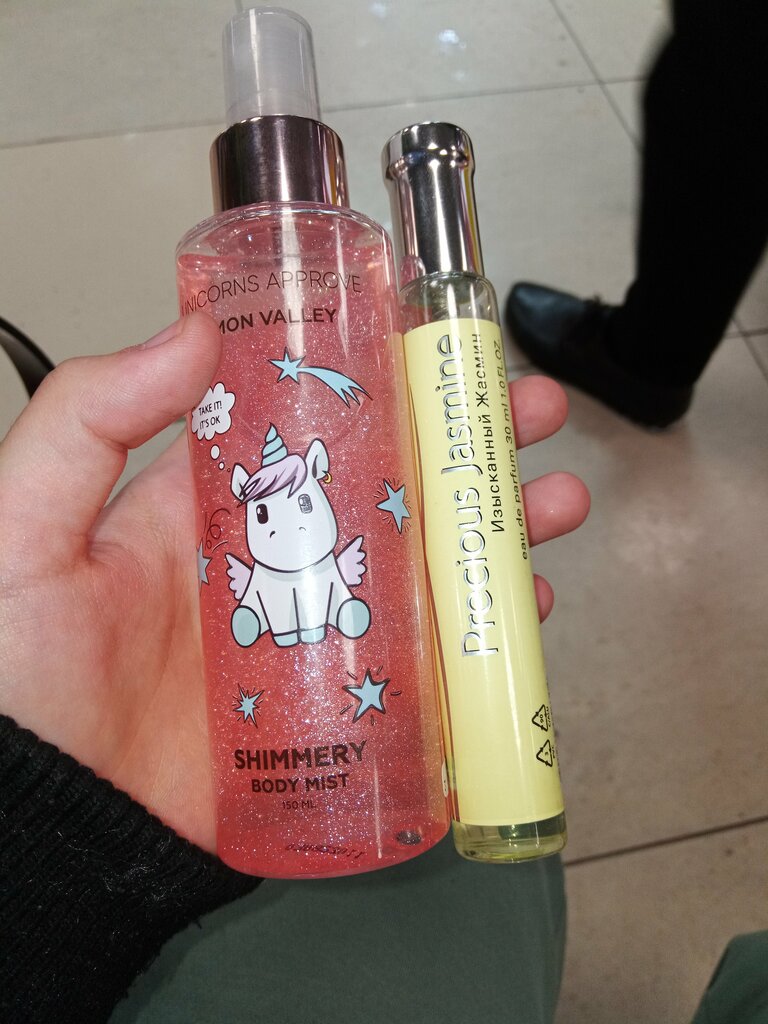 UNICORNS APPROVE
MON VALLEY
TAKE IT!
IT'S OK
SHIMMERY
BODY MIST
150 ML
Precious Jasmine
Изысканный Жасмин
eau de parfum 30 ml 1.0 FL.OZ